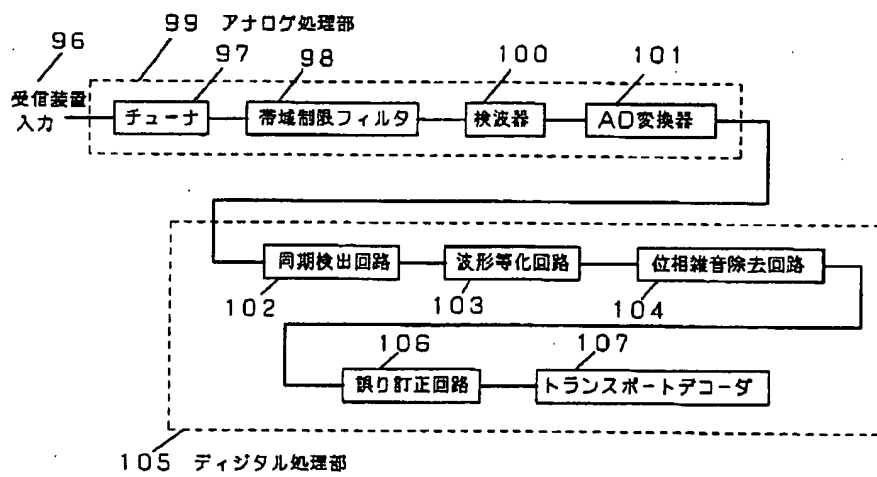 99 アナログ処理部
96
97
98
100
101
受信装置
入力
チューナ
帯域制限フィルタ
検波器
AD変換器
同期検出回路
波形等化回路
位相雑音除去回路
102
103
104
106
107
誤り訂正回路
トランスポートデコーダ
105 ディジタル処理部